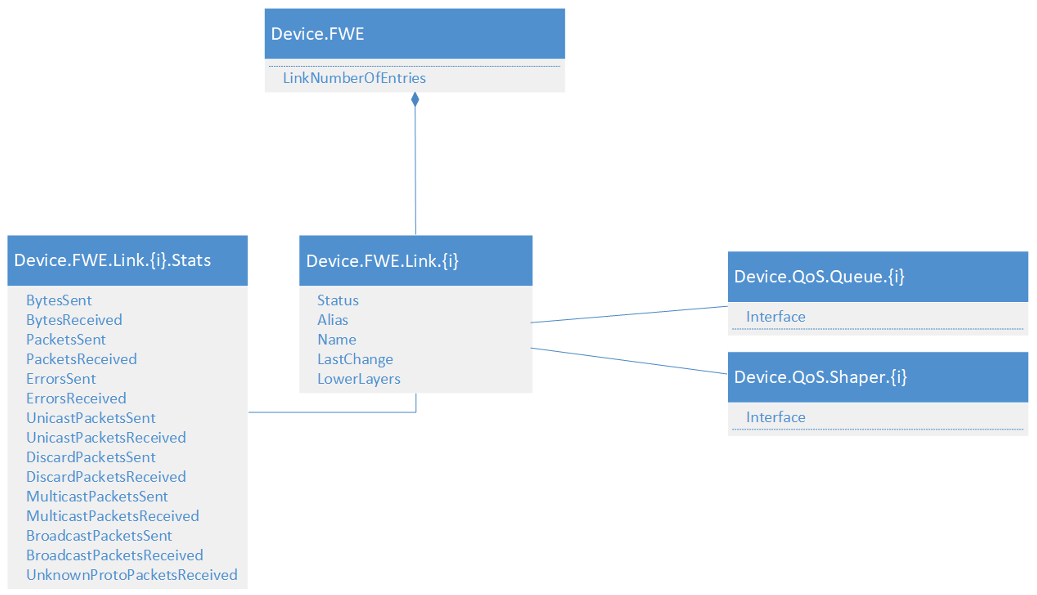 Device.FWE
LinkNumberOfEntries
Device.FWE.Link.{i}.Stats
BytesSent
BytesReceived
PacketsSent
PacketsReceived
ErrorsSent
ErrorsReceived
UnicastPacketsSent
UnicastPacketsReceived
DiscardPacketsSent
DiscardPacketsReceived
MulticastPacketsSent
MulticastPacketsReceived
BroadcastPacketsSent
BroadcastPacketsReceived
UnknownProtoPacketsReceived
Device.FWE.Link.{i}
Status
Alias
Name
LastChange
LowerLayers
Device.QoS.Queue.{i}
Interface
Device.QoS.Shaper.{i}
Interface